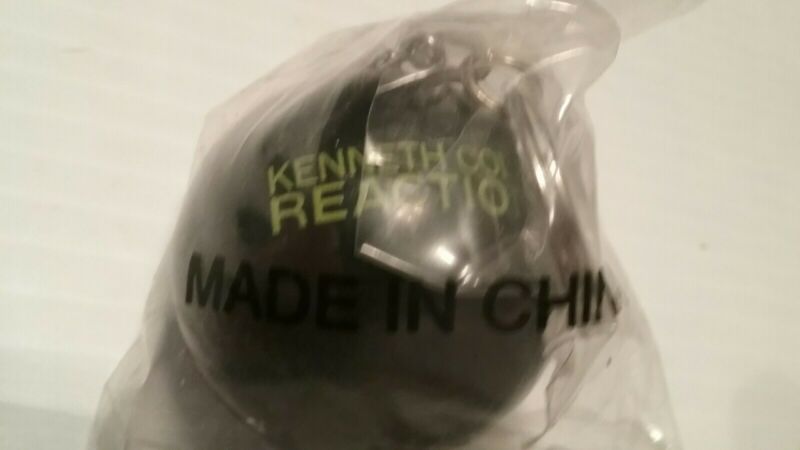 KENNETH CO
REACTIO
MADE IN CHIN